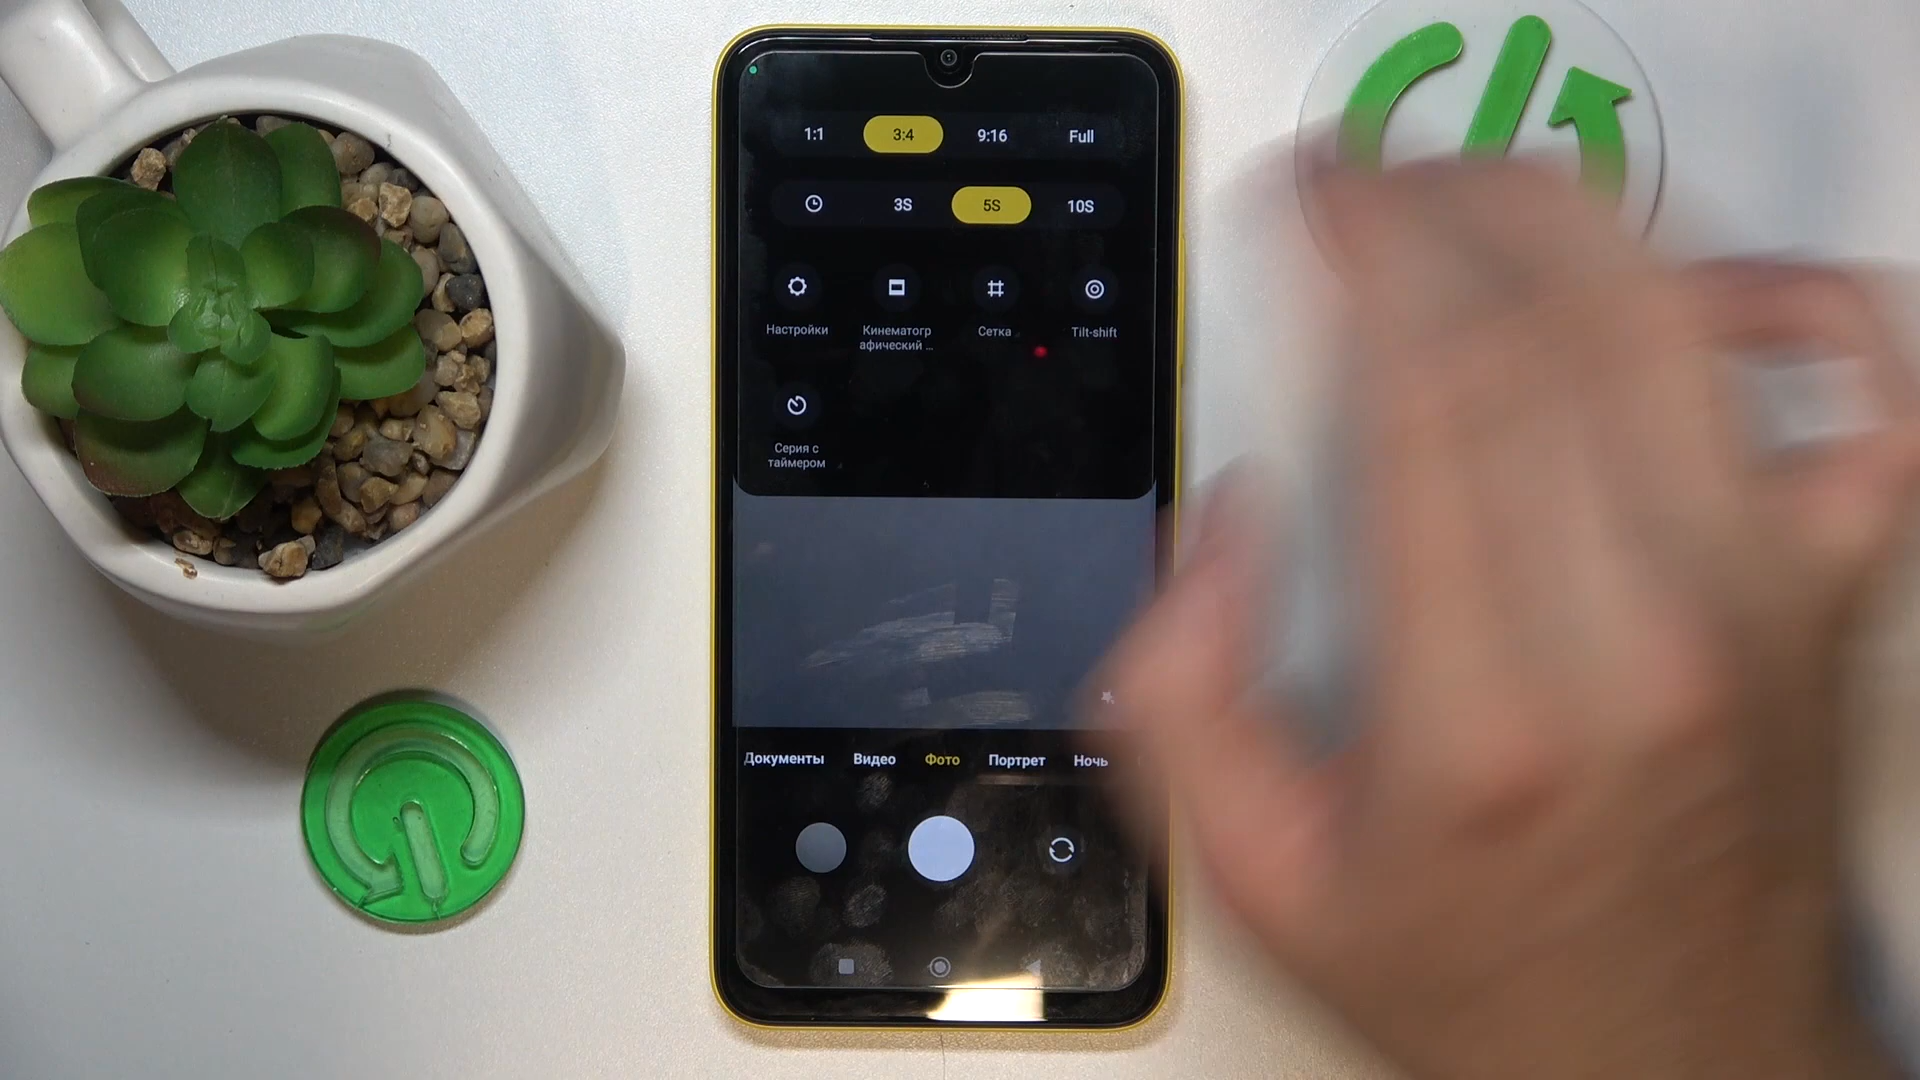 1:1 3:4 9:16 Full
3S 5S 10S
Настройки Кинематогр Сетка Tilt-shift
афический ...
Серия с
таймером
Документы Видео Фото Портрет Ночь